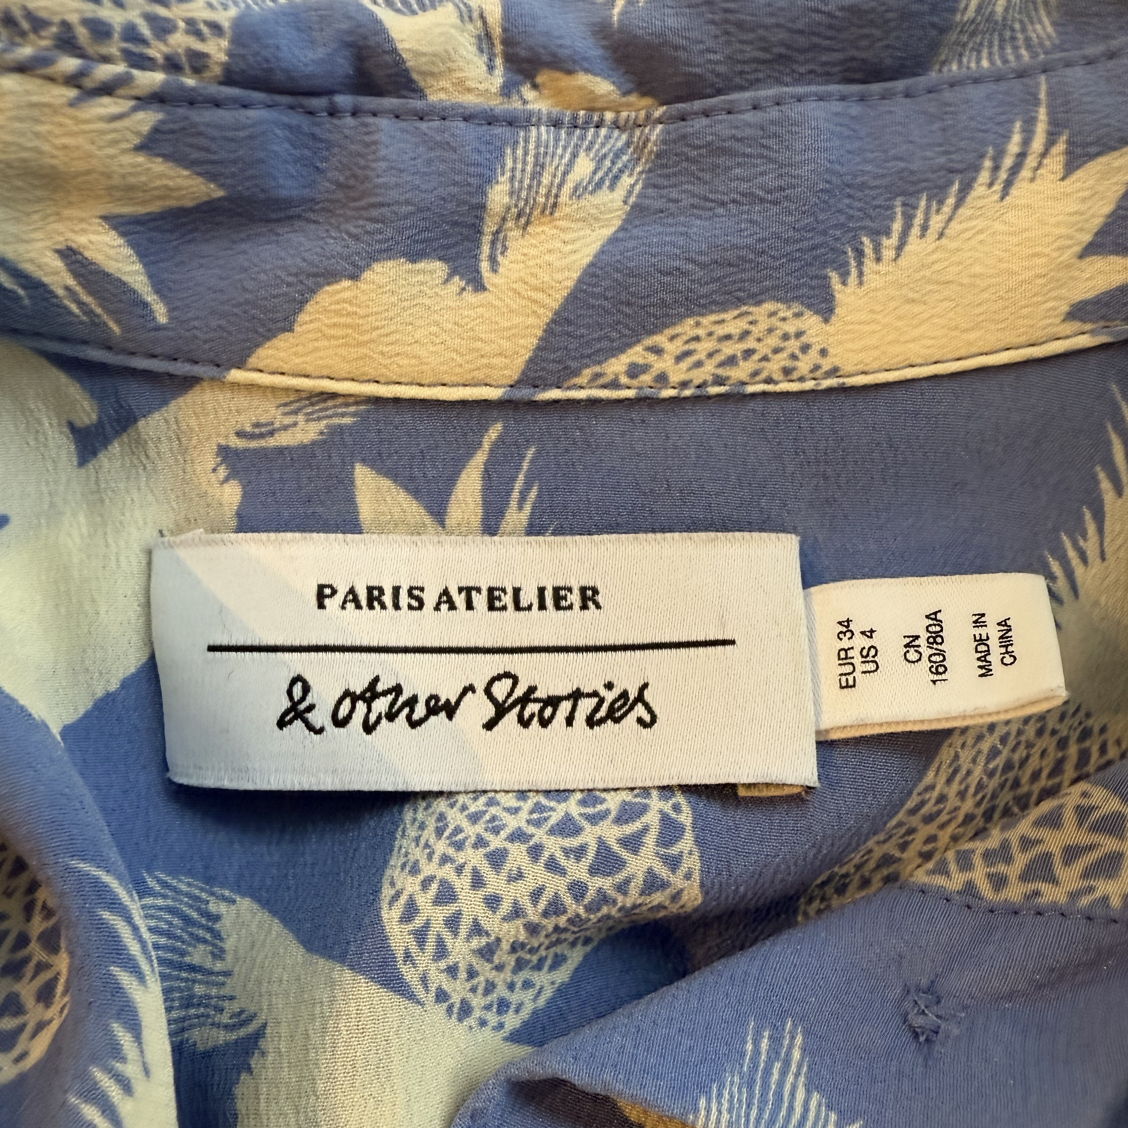 PARIS ATELIER
& other Stories
EUR 34
US 4
CN
160/80A
MADE IN
CHINA